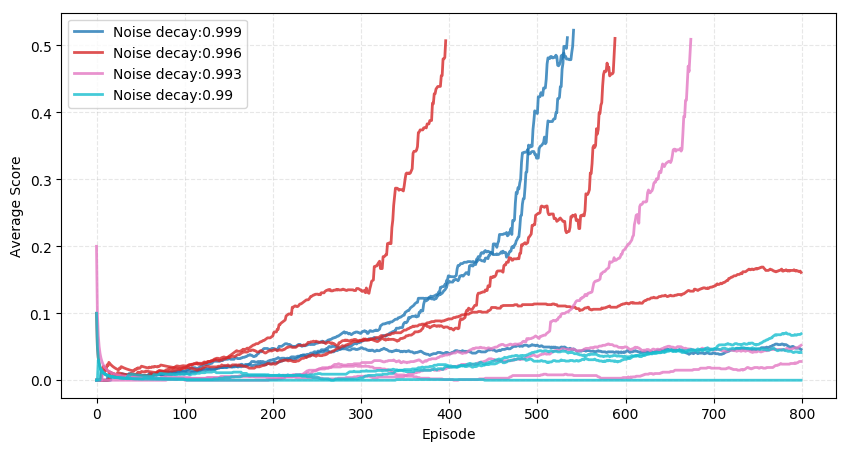 Noise decay:0.999
Noise decay:0.996
Noise decay:0.993
Noise decay:0.99
0.5
0.4
0.3
0.2
0.1
0.0
Average Score
0 100 200 300 400 500 600 700 800
Episode